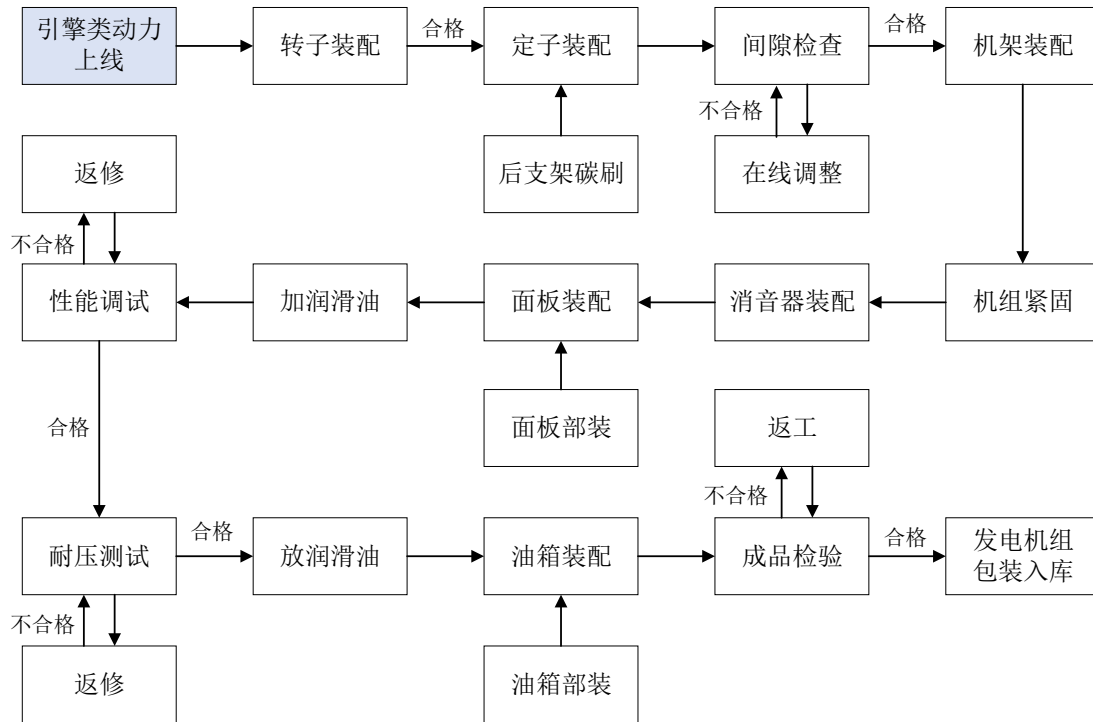 引擎类动力
上线
转子装配
合格
定子装配
间隙检查
合格
机架装配
不合格
返修
后支架碳刷
在线调整
不合格
性能调试
加润滑油
面板装配
消音器装配
机组紧固
合格
面板部装
返工
不合格
耐压测试
合格
放润滑油
油箱装配
成品检验
合格
发电机组
包装入库
不合格
返修
油箱部装